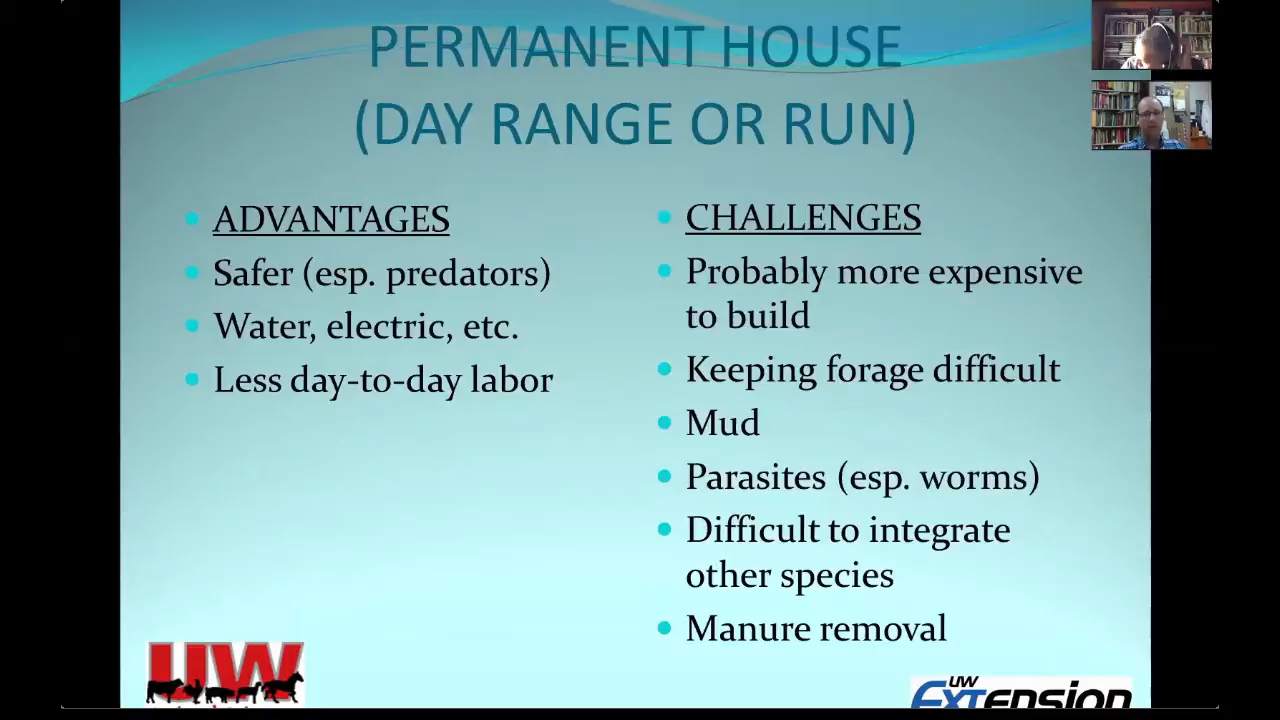 PERMANENT HOUSE
(DAY RANGE OR RUN)
ADVANTAGES
Safer (esp. predators)
Water, electric, etc.
Less day-to-day labor
CHALLENGES
Probably more expensive
to build
Keeping forage difficult
Mud
Parasites (esp. worms)
Difficult to integrate
other species
Manure removal
UW
UW
Extension